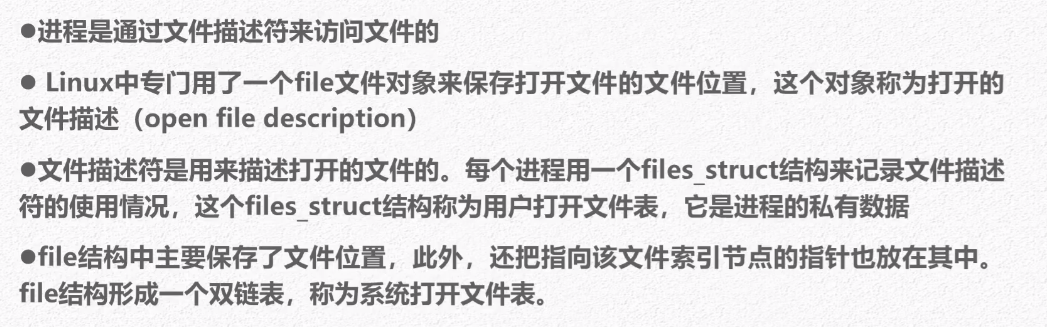 ●进程是通过文件描述符来访问文件的
● Linux中专门用了一个file文件对象来保存打开文件的文件位置，这个对象称为打开的
文件描述（open file description）
●文件描述符是用来描述打开的文件的。每个进程用一个files_struct结构来记录文件描述
符的使用情况，这个files_struct结构称为用户打开文件表，它是进程的私有数据
●file结构中主要保存了文件位置，此外，还把指向该文件索引节点的指针也放在其中。
file结构形成一个双链表，称为系统打开文件表。